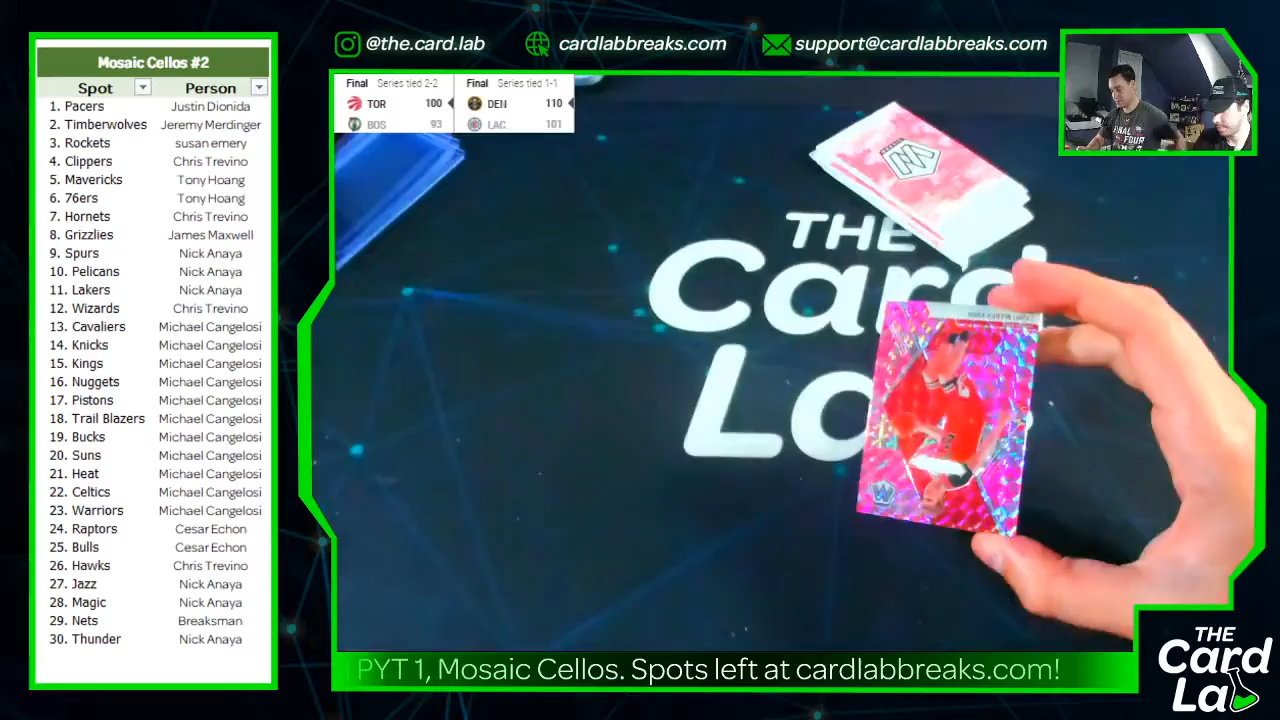 @the.card.lab
cardlabbreaks.com
support@cardlabbreaks.com
Mosaic Cellos #2
Spot Person
1. Pacers Justin Dionida
2. Timberwolves Jeremy Merdinger
3. Rockets susan emery
4. Clippers Chris Trevino
5. Mavericks Tony Hoang
6. 76ers Tony Hoang
7. Hornets Chris Trevino
8. Grizzlies James Maxwell
9. Spurs Nick Anaya
10. Pelicans Nick Anaya
11. Lakers Nick Anaya
12. Wizards Chris Trevino
13. Cavaliers Michael Cangelosi
14. Knicks Michael Cangelosi
15. Kings Michael Cangelosi
16. Nuggets Michael Cangelosi
17. Pistons Michael Cangelosi
18. Trail Blazers Michael Cangelosi
19. Bucks Michael Cangelosi
20. Suns Michael Cangelosi
21. Heat Michael Cangelosi
22. Celtics Michael Cangelosi
23. Warriors Michael Cangelosi
24. Raptors Cesar Echon
25. Bulls Cesar Echon
26. Hawks Chris Trevino
27. Jazz Nick Anaya
28. Magic Nick Anaya
29. Nets Breaksman
30. Thunder Nick Anaya
Final Series tied 2-2
TOR 100
BOS 93
Final Series tied 1-1
DEN 110
LAC 101
THE
Card
La
FINAL
FOUR
PYT 1, Mosaic Cellos. Spots left at cardlabbreaks.com!
THE
Card
Lab